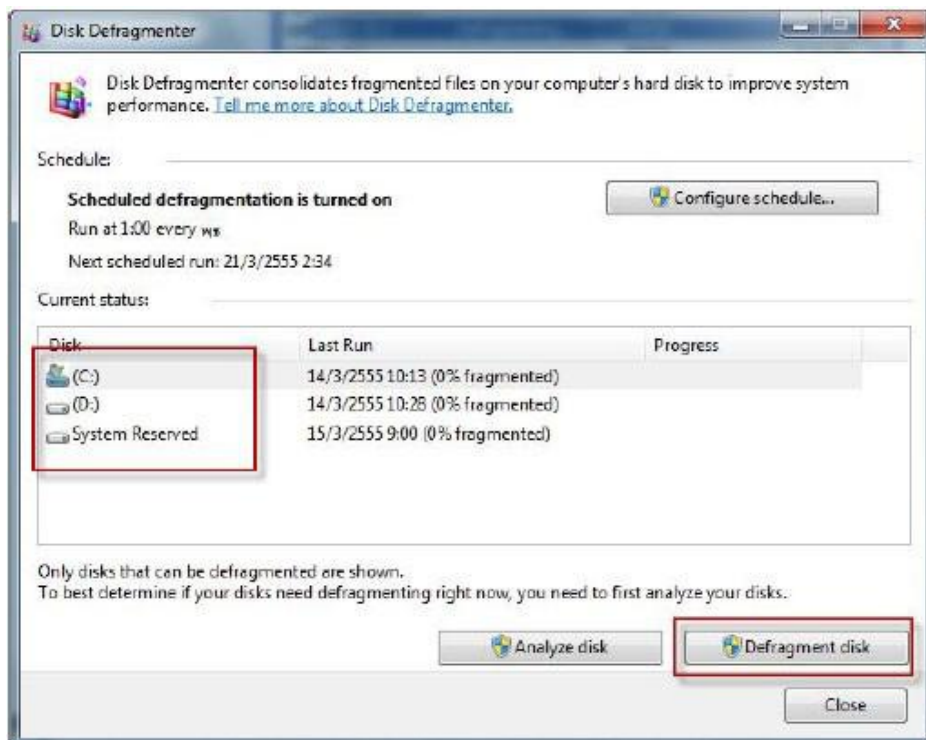 Disk Defragmenter
Disk Defragmenter consolidates fragmented files on your computer's hard disk to improve system
performance. Tell me more about Disk Defragmenter.
Schedule:
Scheduled defragmentation is turned on
Configure schedule...
Run at 1:00 every พุธ
Next scheduled run: 21/3/2555 2:34
Current status:
Disk Last Run Progress
(C:) 14/3/2555 10:13 (0% fragmented)
(D:) 14/3/2555 10:28 (0% fragmented)
System Reserved 15/3/2555 9:00 (0% fragmented)
Only disks that can be defragmented are shown.
To best determine if your disks need defragmenting right now, you need to first analyze your disks.
Analyze disk Defragment disk
Close